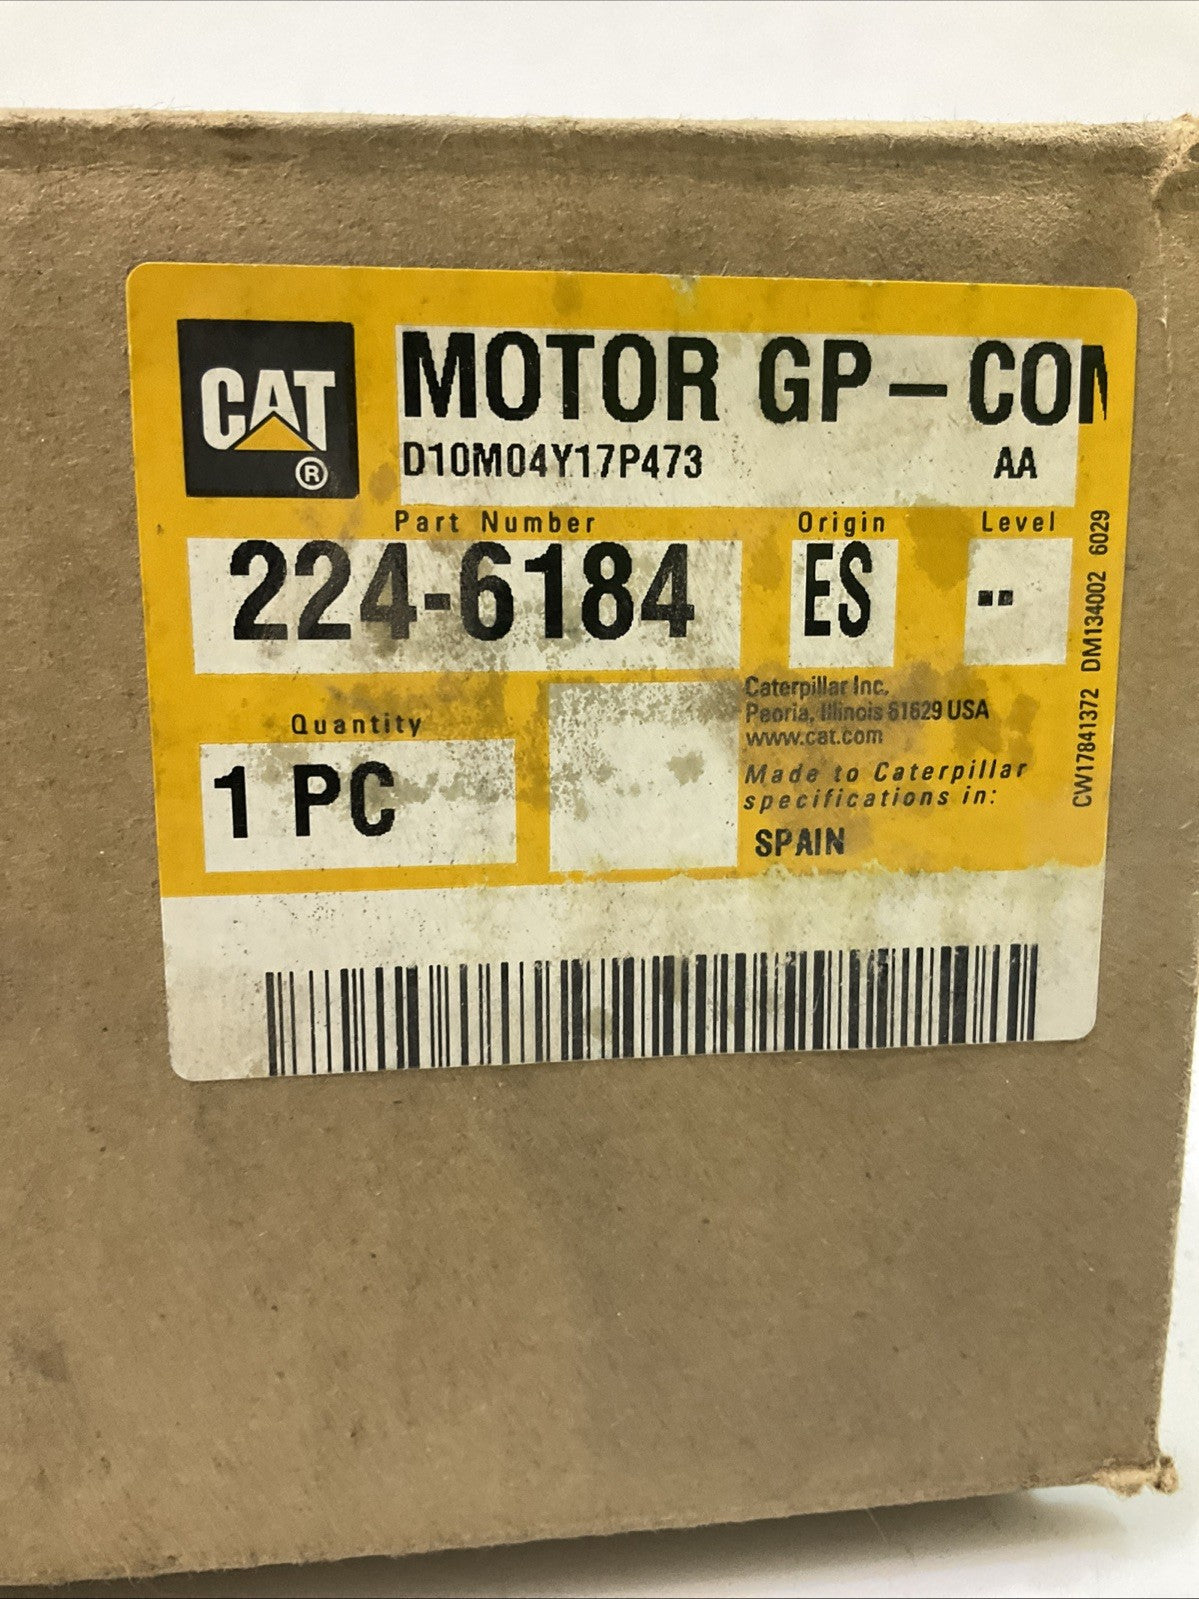 CAT
®
MOTOR GP-COM
D10M04Y17P473 AA
Part Number Origin Level
224-6184 ES --
Quantity
1 PC
Caterpillar Inc.
Peoria, Illinois 61629 USA
www.cat.com
Made to Caterpillar
specifications in:
SPAIN
CW17841372 DM134002 6029